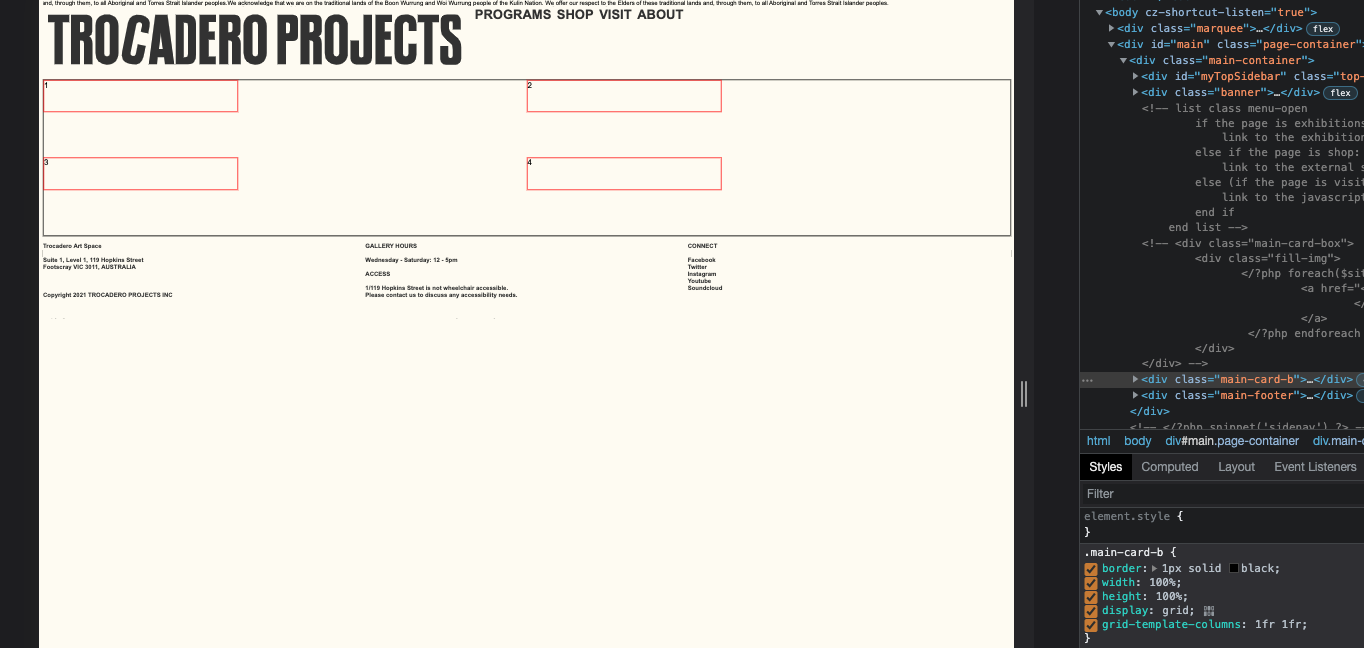 and, through them, to all Aboriginal and Torres Strait Islander peoples.We acknowledge that we are on the traditional lands of the Boon Wurrung and Woi Wurrung people of the Kulin Nation. We offer our respect to the Elders of these traditional lands and, through them, to all Aboriginal and Torres Strait Islander peoples.
PROGRAMS SHOP VISIT ABOUT
TROCADERO PROJECTS
1
2
3
4
Trocadero Art Space
Suite 1, Level 1, 119 Hopkins Street
Footscray VIC 3011, AUSTRALIA
Copyright 2021 TROCADERO PROJECTS INC
GALLERY HOURS
Wednesday - Saturday: 12 - 5pm
ACCESS
1/119 Hopkins Street is not wheelchair accessible.
Please contact us to discuss any accessibility needs.
CONNECT
Facebook
Twitter
Instagram
Youtube
Soundcloud
<body cz-shortcut-listen="true">
<div class="marquee">…</div> flex
<div id="main" class="page-container"
<div class="main-container">
<div id="myTopSidebar" class="top-
<div class="banner">…</div> flex
<!-- list class menu-open
if the page is exhibitions
link to the exhibition
else if the page is shop:
link to the external s
else (if the page is visit
link to the javascript
end if
end list -->
<!-- <div class="main-card-box">
<div class="fill-img">
</?php foreach($sit
<a href="<
</
</a>
</?php endforeach
</div>
</div> -->
<div class="main-card-b">…</div>
<div class="main-footer">…</div>
</div>
<!-- </?php snippet('sidenav') ?> --
html body div#main.page-container div.main-c
Styles Computed Layout Event Listeners
Filter
element.style {
}
.main-card-b {
border: 1px solid black;
width: 100%;
height: 100%;
display: grid;
grid-template-columns: 1fr 1fr;
}